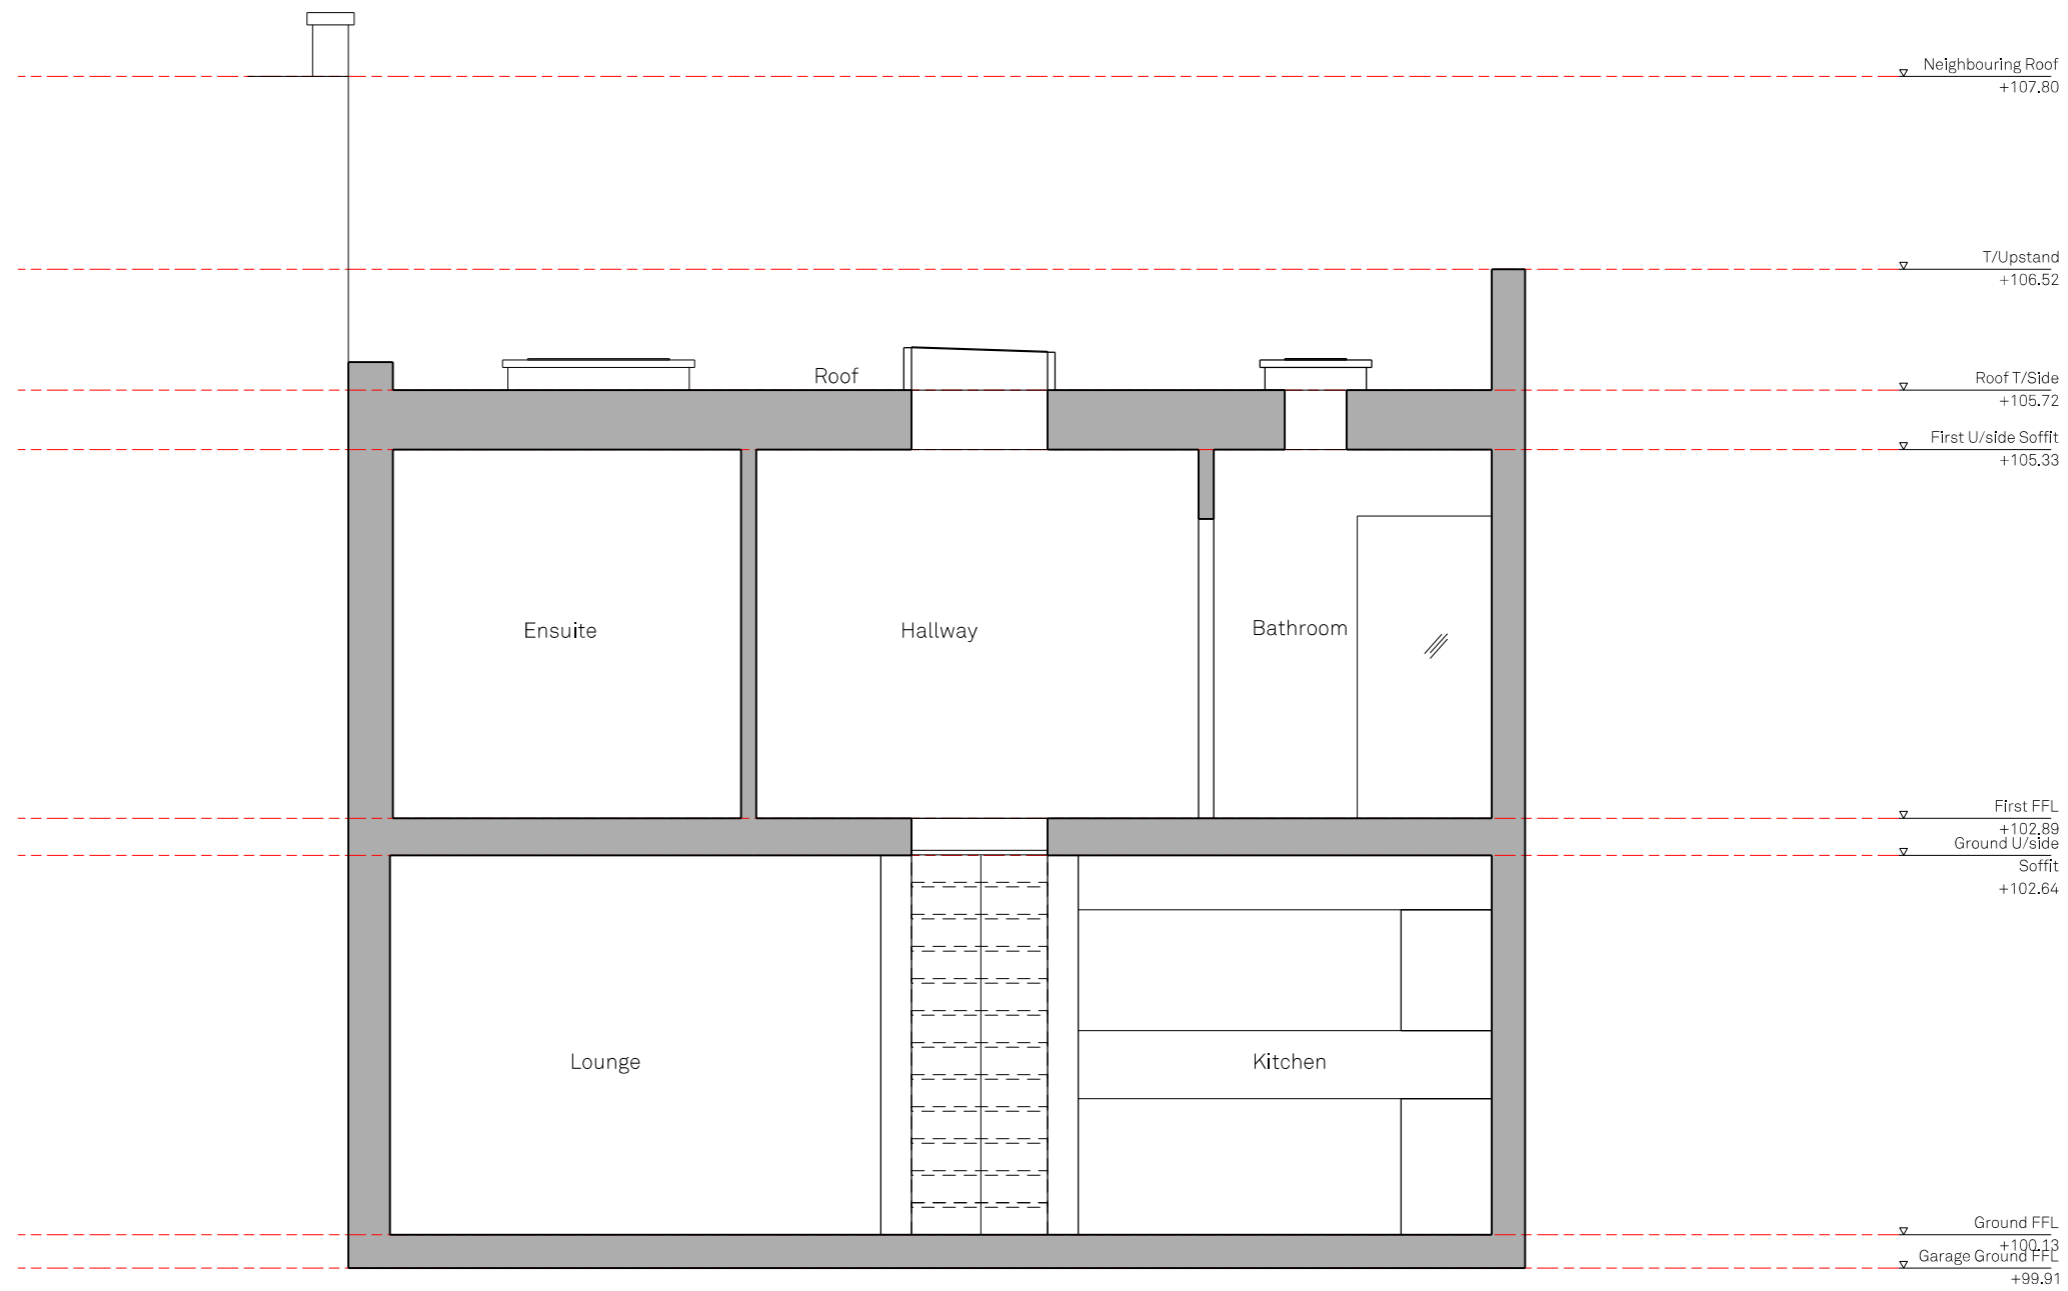 Neighbouring Roof
+107.80
T/Upstand
+106.52
Roof
Roof T/Side
+105.72
First U/side Soffit
+105.33
Ensuite
Hallway
Bathroom
First FFL
+102.89
Ground U/side
Soffit
+102.64
Lounge
Kitchen
Ground FFL
+100.13
Garage Ground FFL
+99.91